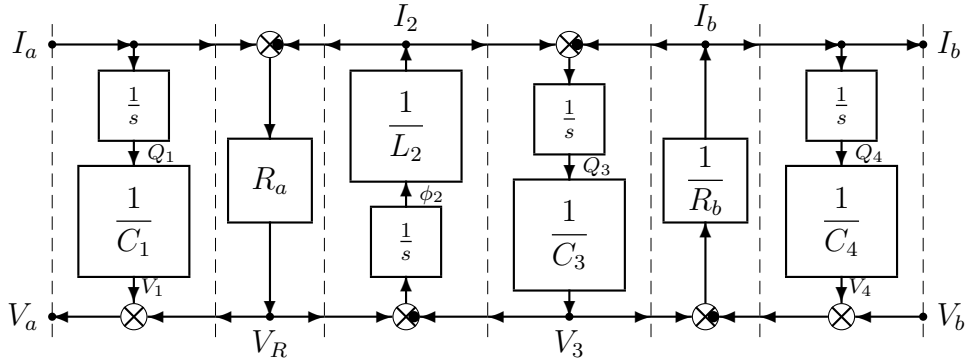 I_a I_2 I_b I_b
1/s 1/s 1/s
Q_1 Q_3 Q_4
1/C_1 R_a 1/L_2 1/C_3 1/R_b 1/C_4
ϕ_2
1/s
V_1 V_4
V_a V_R V_3 V_b